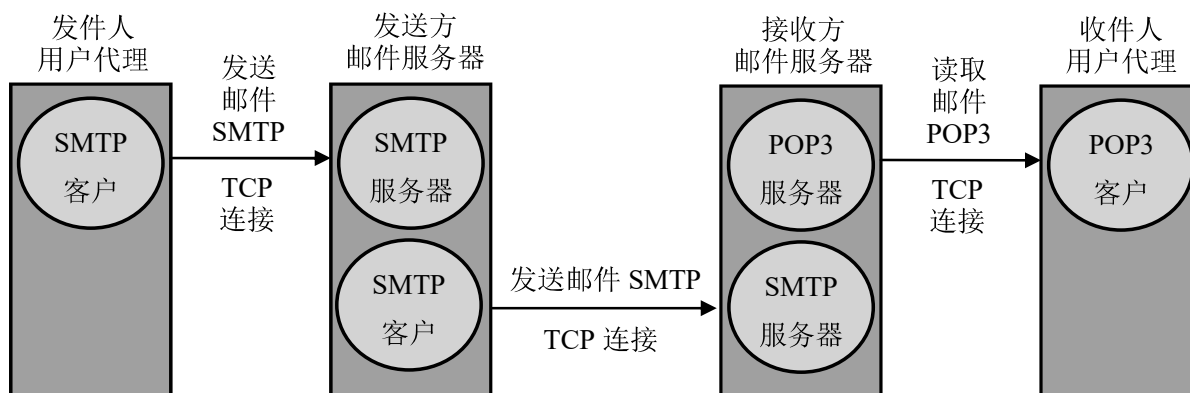 发件人
用户代理
发送
邮件
SMTP
TCP
连接
SMTP
客户
发送方
邮件服务器
SMTP
服务器
SMTP
客户
发送邮件 SMTP
TCP 连接
接收方
邮件服务器
POP3
服务器
SMTP
服务器
读取
邮件
POP3
TCP
连接
收件人
用户代理
POP3
客户